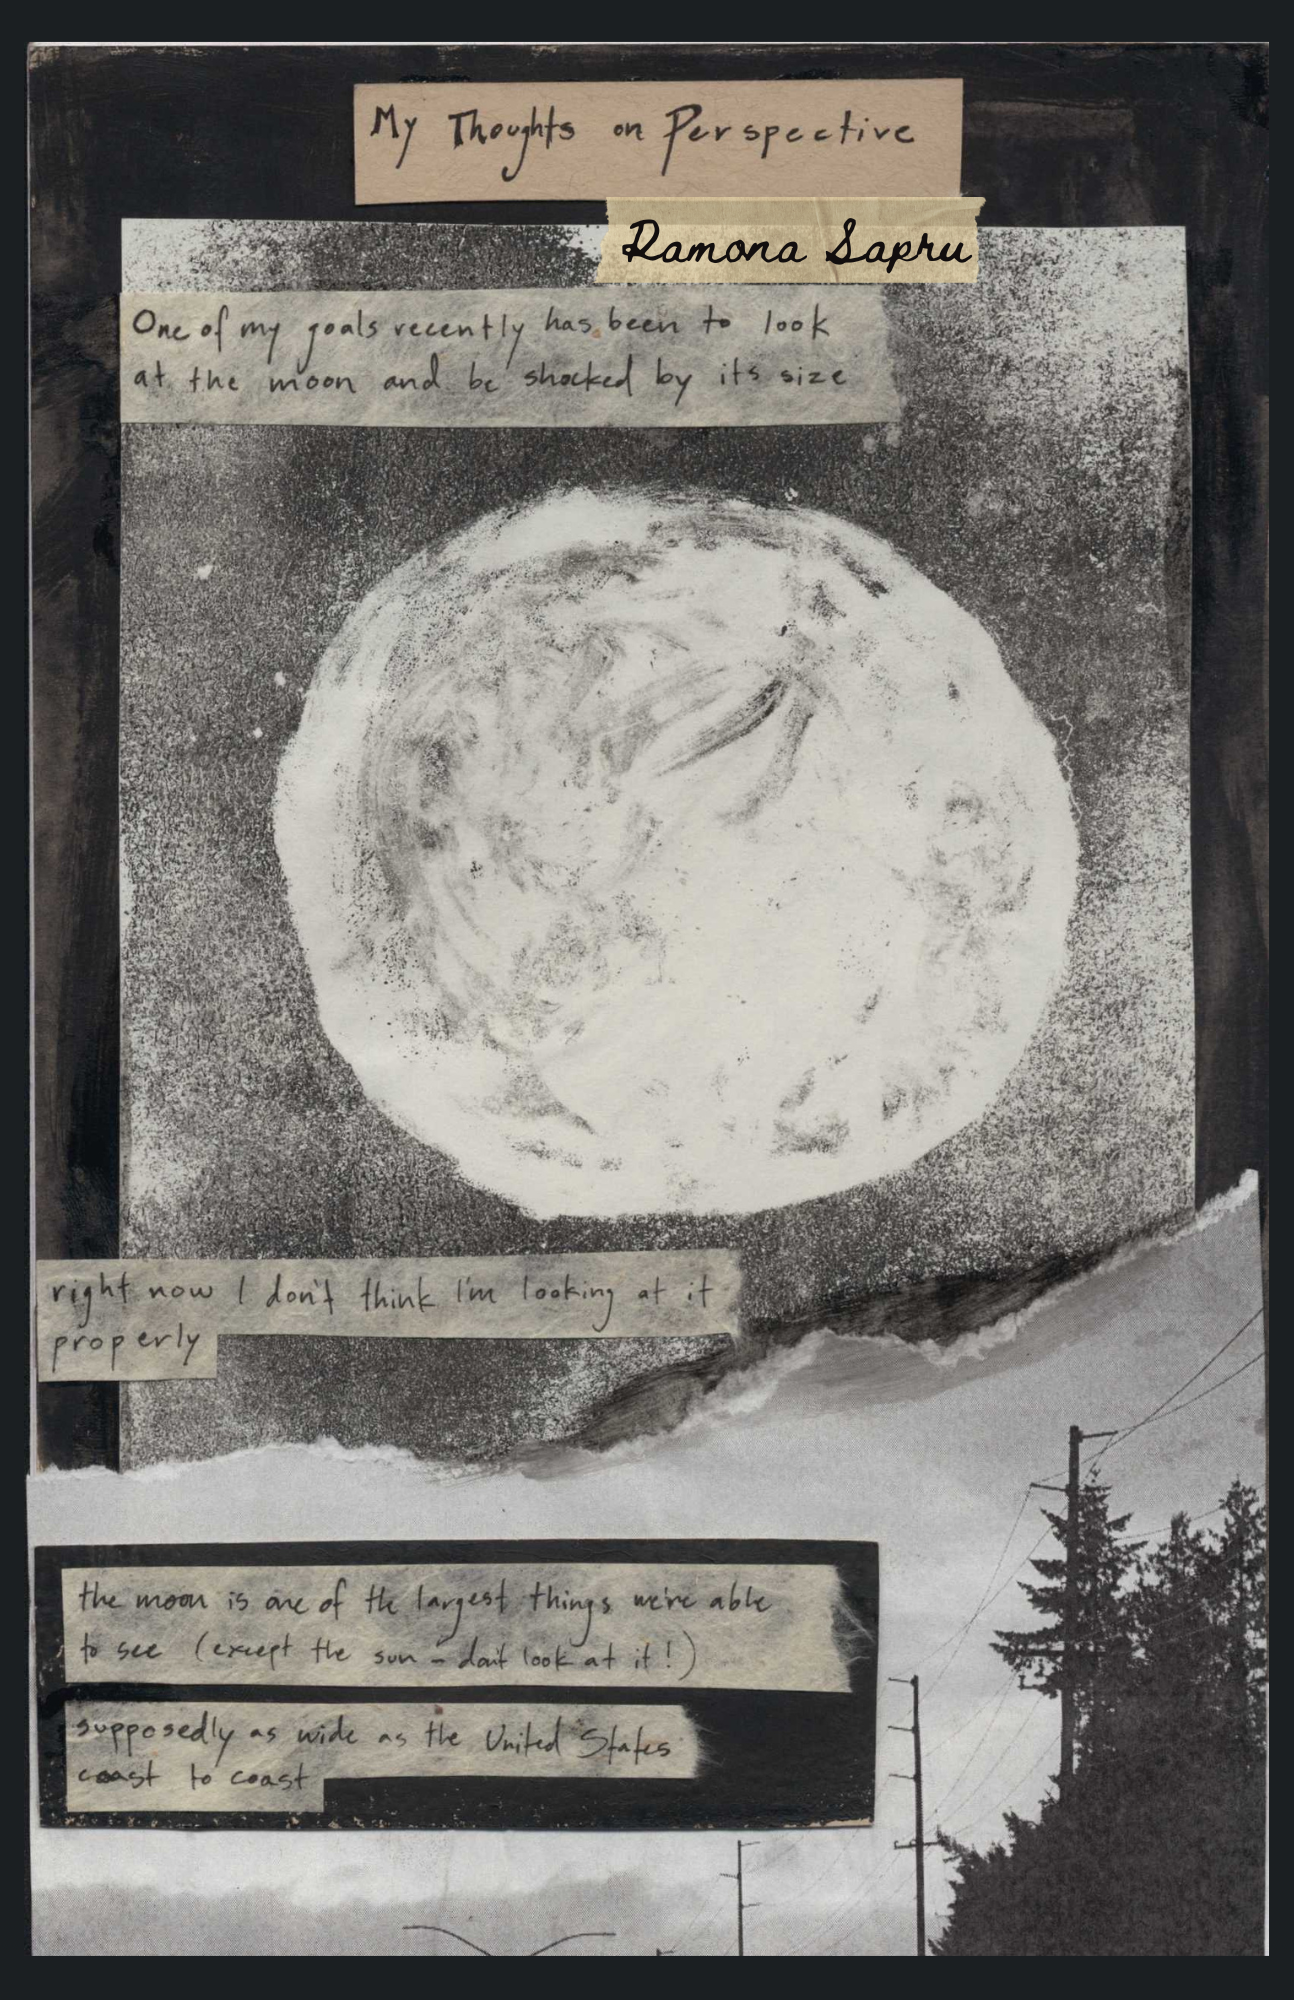 My Thoughts on Perspective
Ramona Sapru
One of my goals recently has been to look
at the moon and be shocked by its size
right now I don't think I'm looking at it
properly
the moon is one of the largest things we're able
to see (except the sun - don't look at it!)
supposedly as wide as the United States
coast to coast